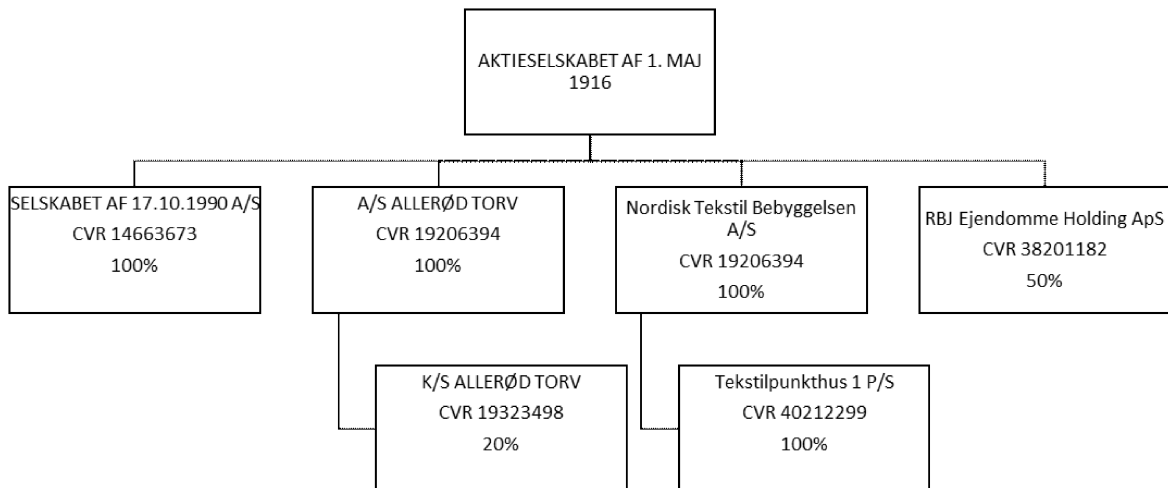 AKTIESELSKABET AF 1. MAJ
1916
SELSKABET AF 17.10.1990 A/S
CVR 14663673
100%
A/S ALLERØD TORV
CVR 19206394
100%
Nordisk Tekstil Bebyggelsen
A/S
CVR 19206394
100%
RBJ Ejendomme Holding ApS
CVR 38201182
50%
K/S ALLERØD TORV
CVR 19323498
20%
Tekstilpunkthus 1 P/S
CVR 40212299
100%